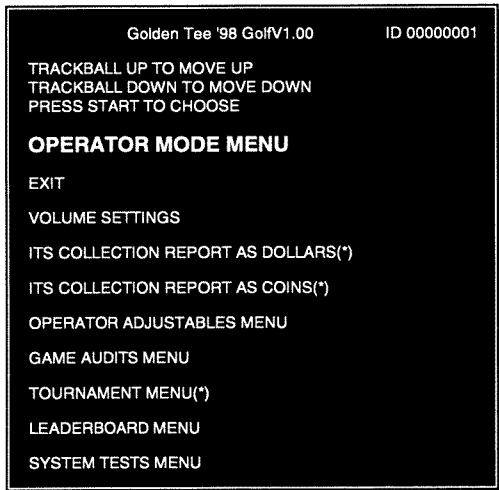 Golden Tee '98 GolfV1.00 ID 00000001
TRACKBALL UP TO MOVE UP
TRACKBALL DOWN TO MOVE DOWN
PRESS START TO CHOOSE
OPERATOR MODE MENU
EXIT
VOLUME SETTINGS
ITS COLLECTION REPORT AS DOLLARS(*)
ITS COLLECTION REPORT AS COINS(*)
OPERATOR ADJUSTABLES MENU
GAME AUDITS MENU
TOURNAMENT MENU(*)
LEADERBOARD MENU
SYSTEM TESTS MENU